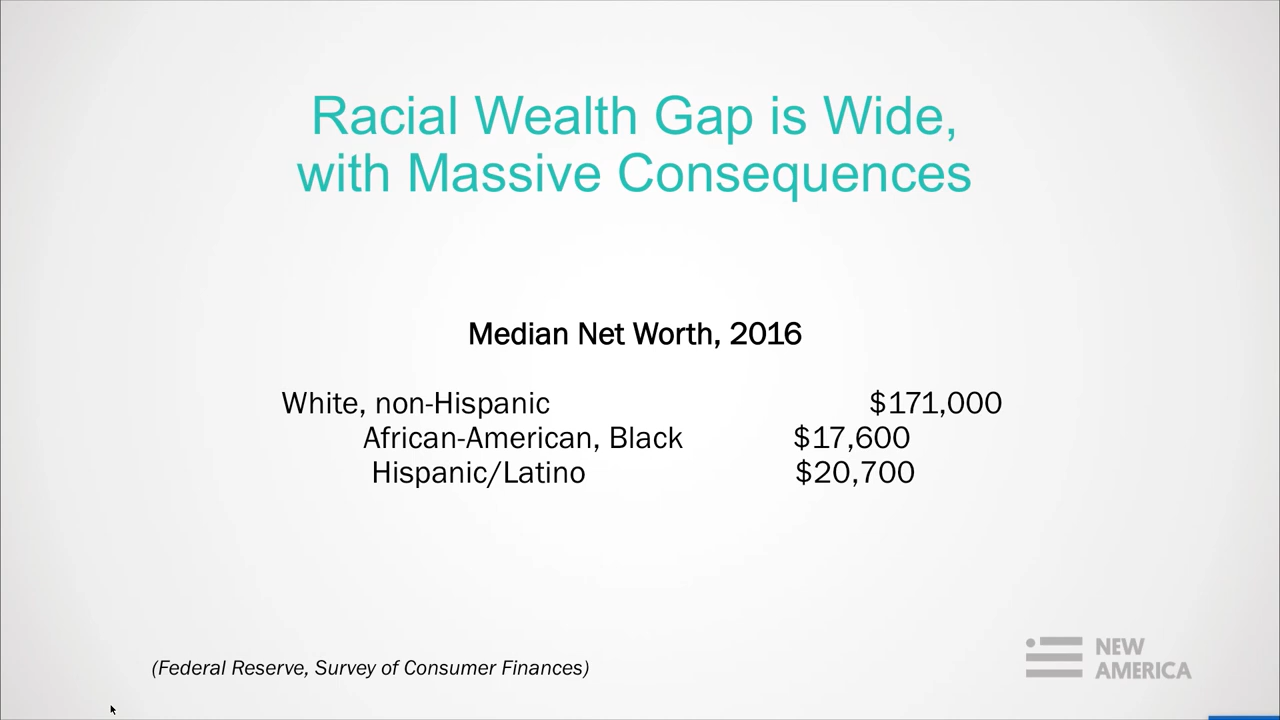 Racial Wealth Gap is Wide,
with Massive Consequences
Median Net Worth, 2016
White, non-Hispanic $171,000
African-American, Black $17,600
Hispanic/Latino $20,700
(Federal Reserve, Survey of Consumer Finances)
NEW
AMERICA